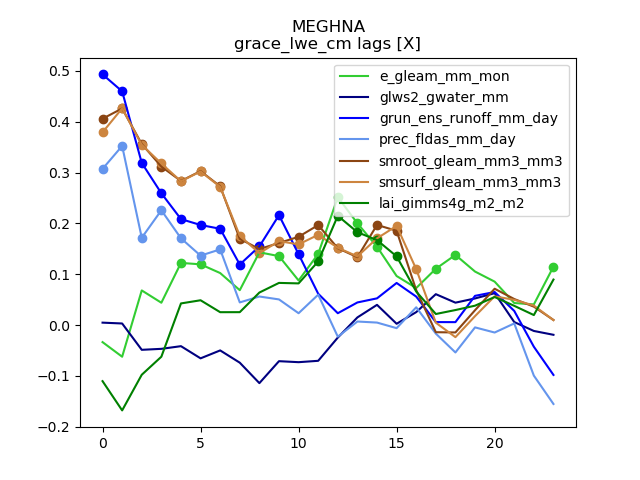 MEGHNA
grace_lwe_cm lags [X]
0.5
0.4
0.3
0.2
0.1
0.0
−0.1
−0.2
0
5
10
15
20
e_gleam_mm_mon
glws2_gwater_mm
grun_ens_runoff_mm_day
prec_fldas_mm_day
smroot_gleam_mm3_mm3
smsurf_gleam_mm3_mm3
lai_gimms4g_m2_m2